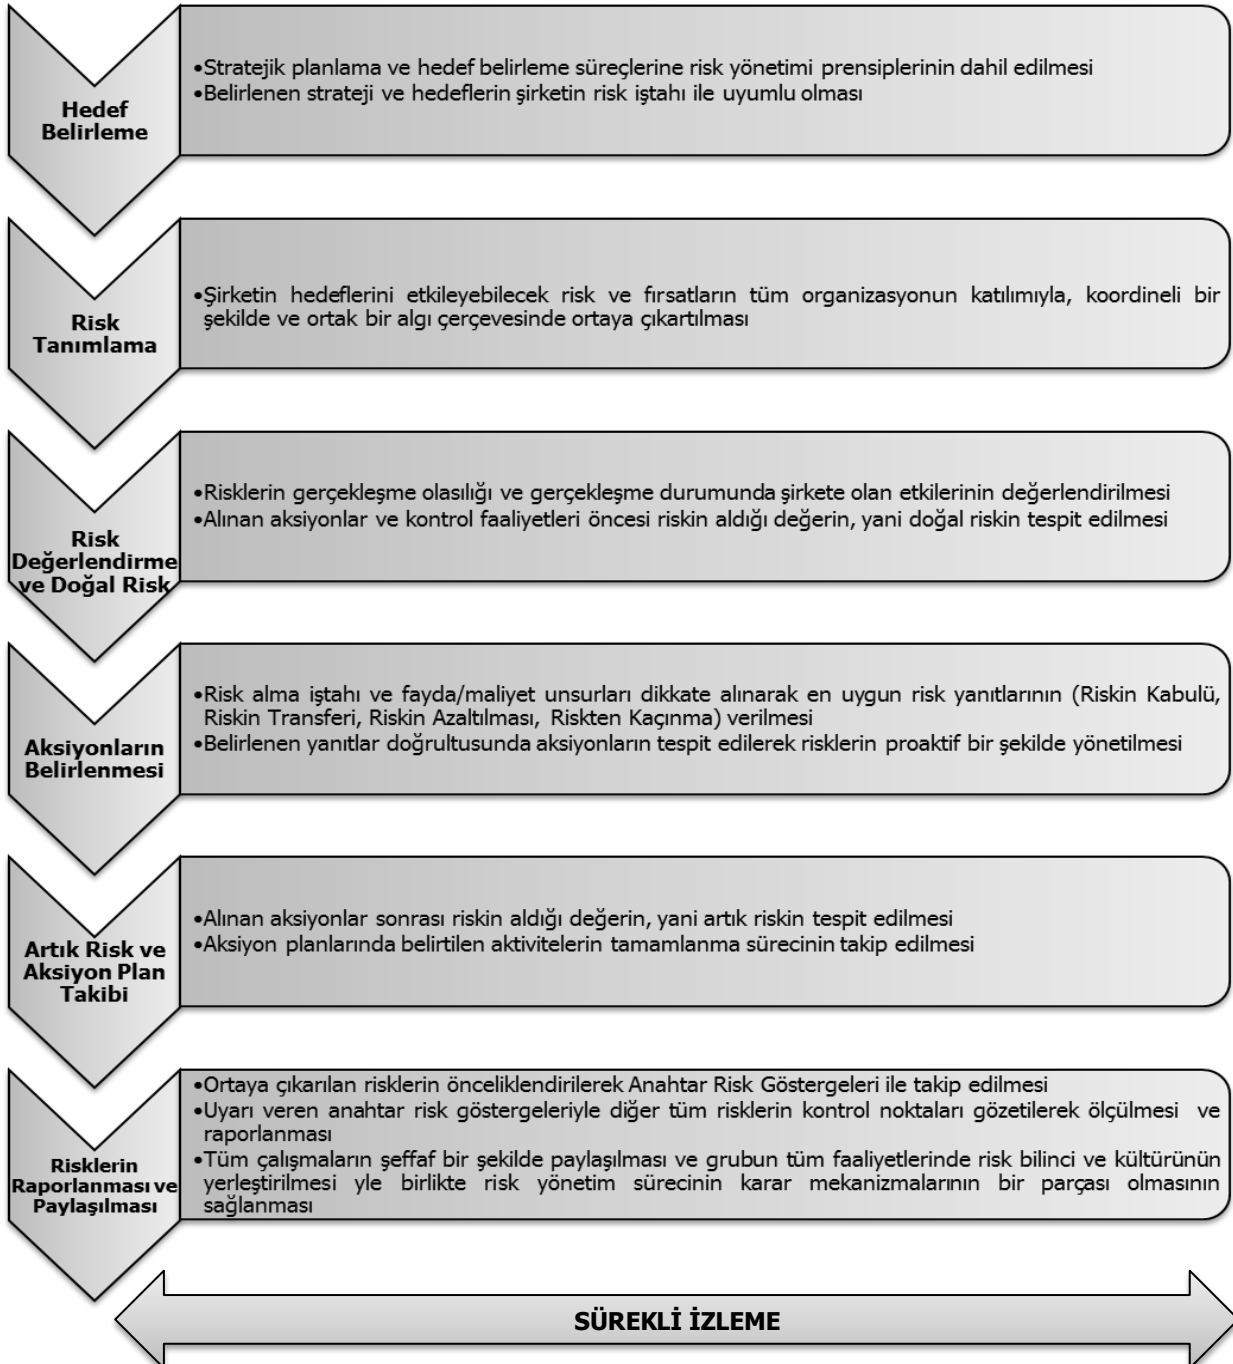 Hedef
Belirleme
•Stratejik planlama ve hedef belirleme süreçlerine risk yönetimi prensiplerinin dahil edilmesi
•Belirlenen strateji ve hedeflerin şirketin risk iştahı ile uyumlu olması
Risk
Tanımlama
•Şirketin hedeflerini etkileyebilecek risk ve fırsatların tüm organizasyonun katılımıyla, koordineli bir
şekilde ve ortak bir algı çerçevesinde ortaya çıkartılması
Risk
Değerlendirme
ve Doğal Risk
•Risklerin gerçekleşme olasılığı ve gerçekleşme durumunda şirkete olan etkilerinin değerlendirilmesi
•Alınan aksiyonlar ve kontrol faaliyetleri öncesi riskin aldığı değerin, yani doğal riskin tespit edilmesi
Aksiyonların
Belirlenmesi
•Risk alma iştahı ve fayda/maliyet unsurları dikkate alınarak en uygun risk yanıtlarının (Riskin Kabulü,
Riskin Transferi, Riskin Azaltılması, Riskten Kaçınma) verilmesi
•Belirlenen yanıtlar doğrultusunda aksiyonların tespit edilerek risklerin proaktif bir şekilde yönetilmesi
Artık Risk ve
Aksiyon Plan
Takibi
•Alınan aksiyonlar sonrası riskin aldığı değerin, yani artık riskin tespit edilmesi
•Aksiyon planlarında belirtilen aktivitelerin tamamlanma sürecinin takip edilmesi
Risklerin
Raporlanması ve
Paylaşılması
•Ortaya çıkarılan risklerin önceliklendirilerek Anahtar Risk Göstergeleri ile takip edilmesi
•Uyarı veren anahtar risk göstergeleriyle diğer tüm risklerin kontrol noktaları gözetilerek ölçülmesi ve
raporlanması
•Tüm çalışmaların şeffaf bir şekilde paylaşılması ve grubun tüm faaliyetlerinde risk bilinci ve kültürünün
yerleştirilmesi yle birlikte risk yönetim sürecinin karar mekanizmalarının bir parçası olmasının
sağlanması
SÜREKLİ İZLEME